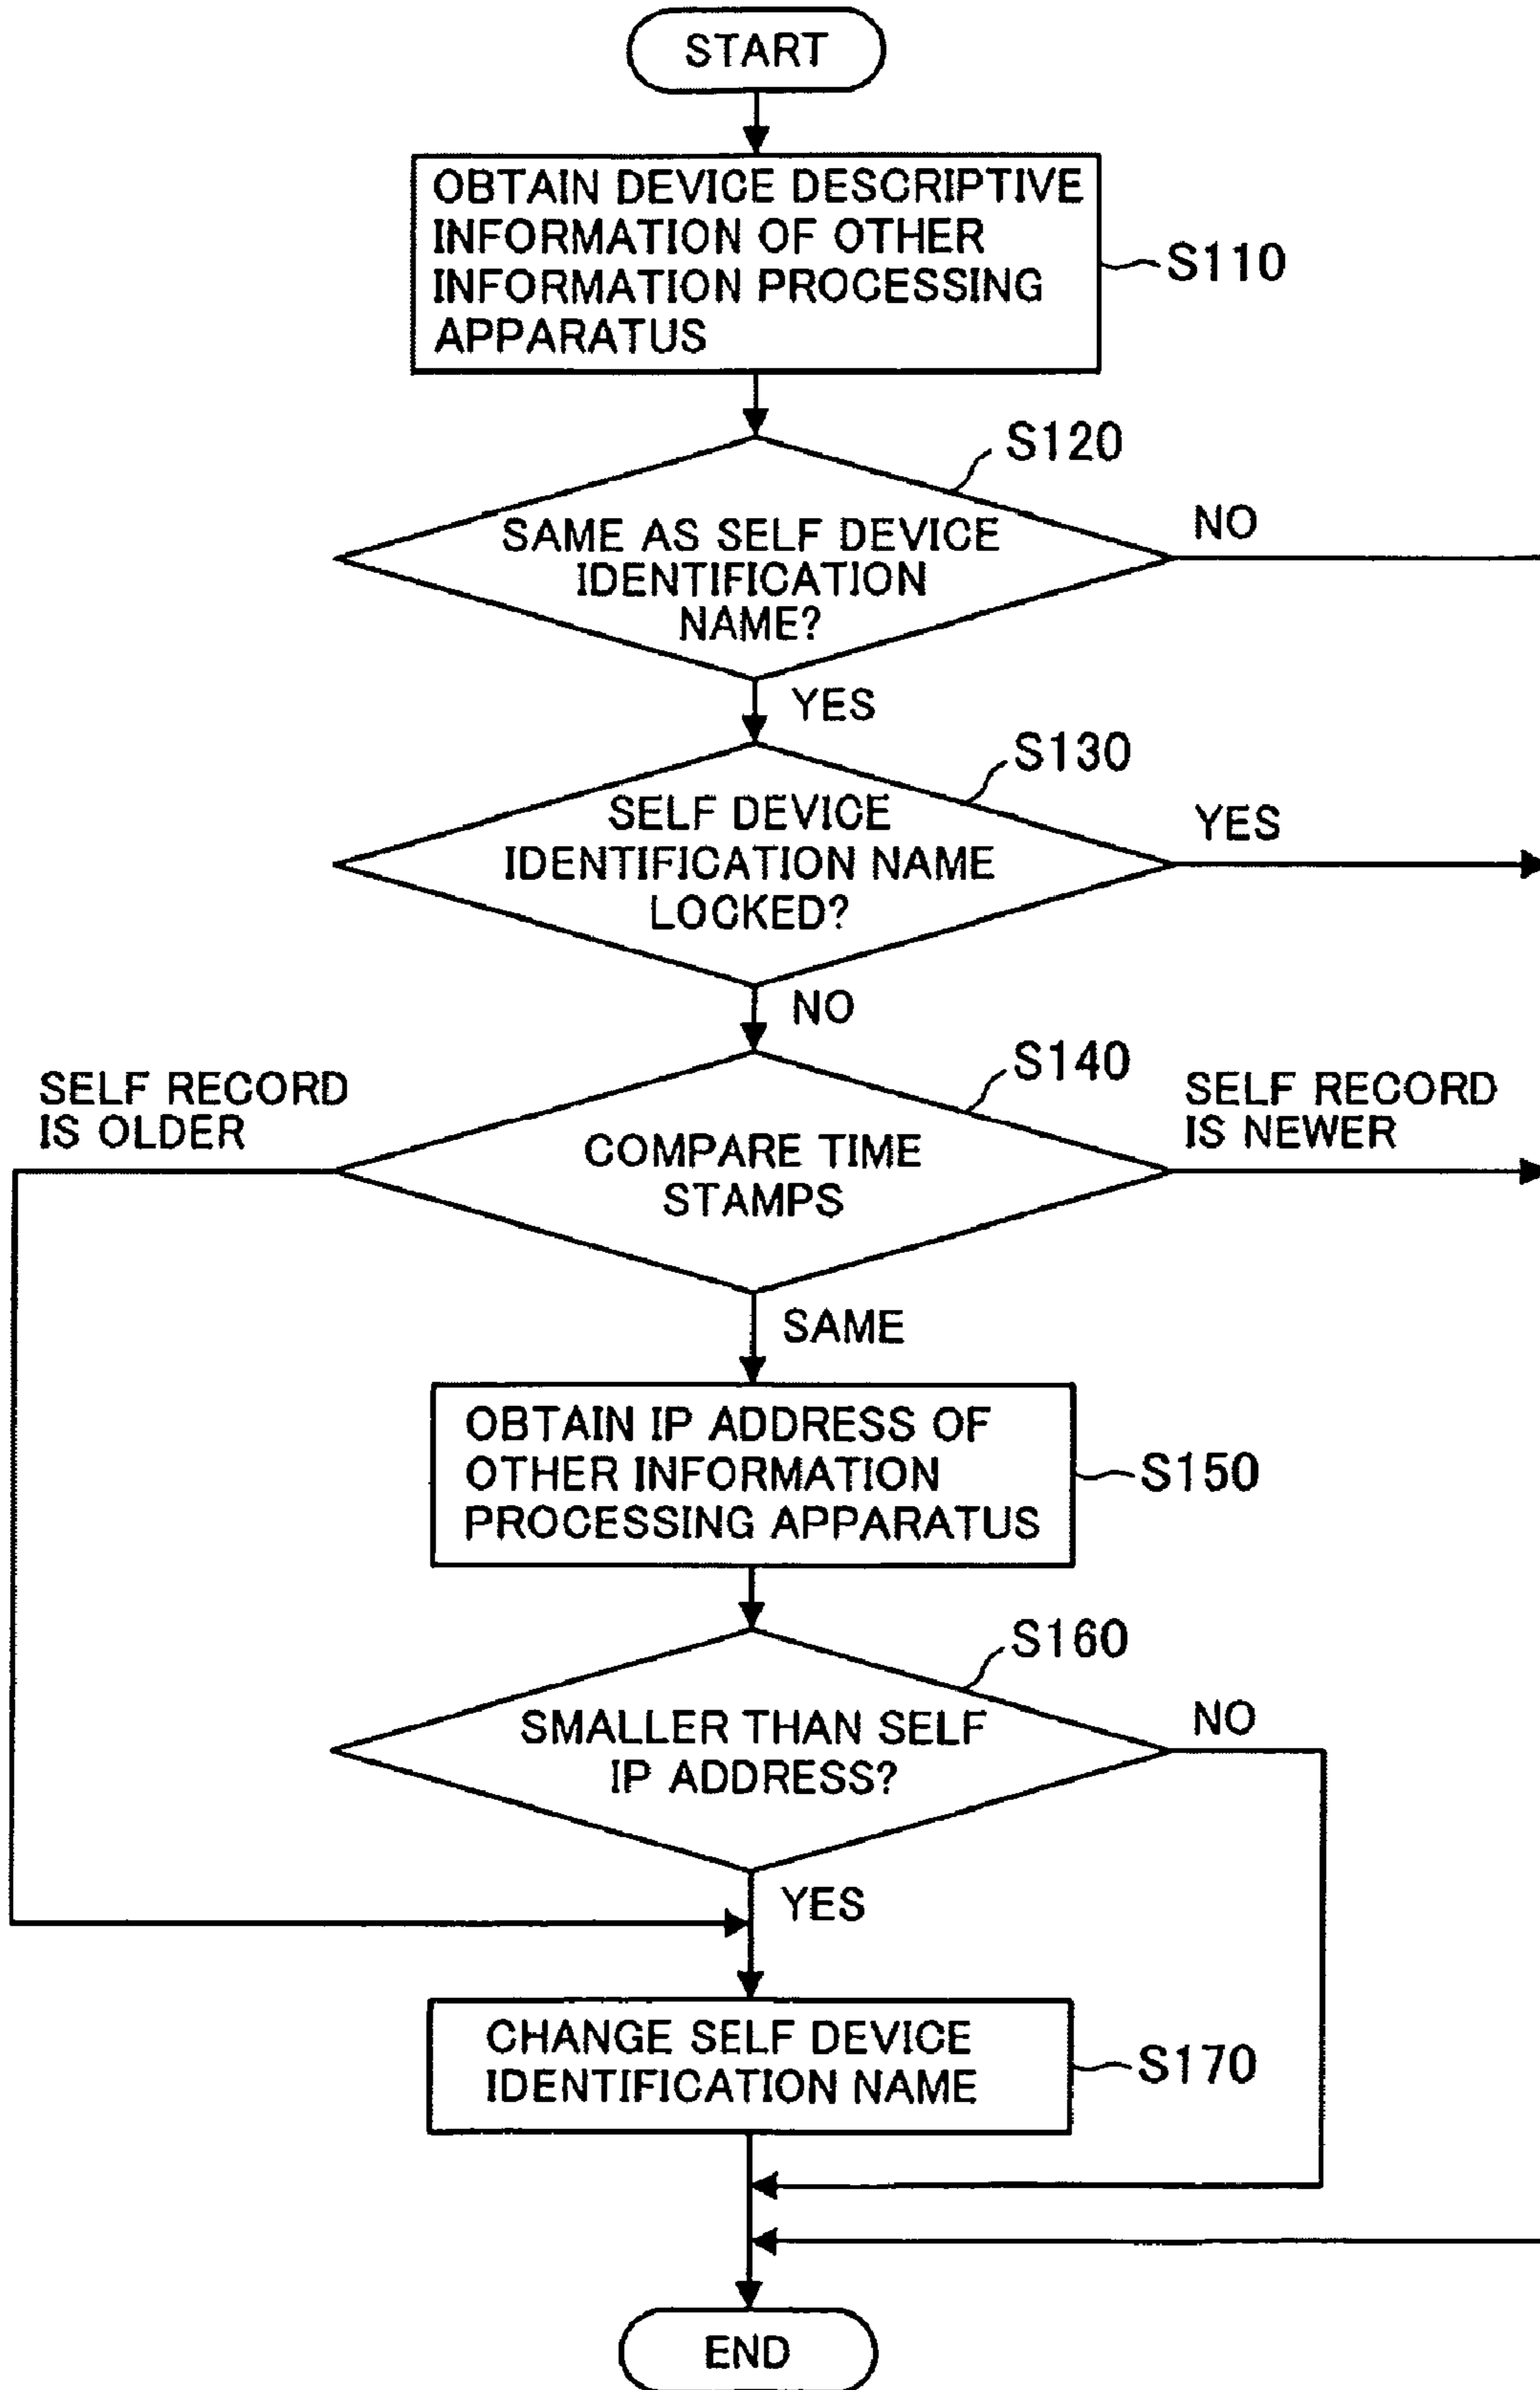 START
OBTAIN DEVICE DESCRIPTIVE
INFORMATION OF OTHER
INFORMATION PROCESSING
APPARATUS
S110
S120
SAME AS SELF DEVICE
IDENTIFICATION
NAME?
NO
YES
S130
SELF DEVICE
IDENTIFICATION NAME
LOCKED?
YES
NO
S140
SELF RECORD
IS OLDER
COMPARE TIME
STAMPS
SELF RECORD
IS NEWER
SAME
OBTAIN IP ADDRESS OF
OTHER INFORMATION
PROCESSING APPARATUS
S150
S160
SMALLER THAN SELF
IP ADDRESS?
NO
YES
CHANGE SELF DEVICE
IDENTIFICATION NAME
S170
END